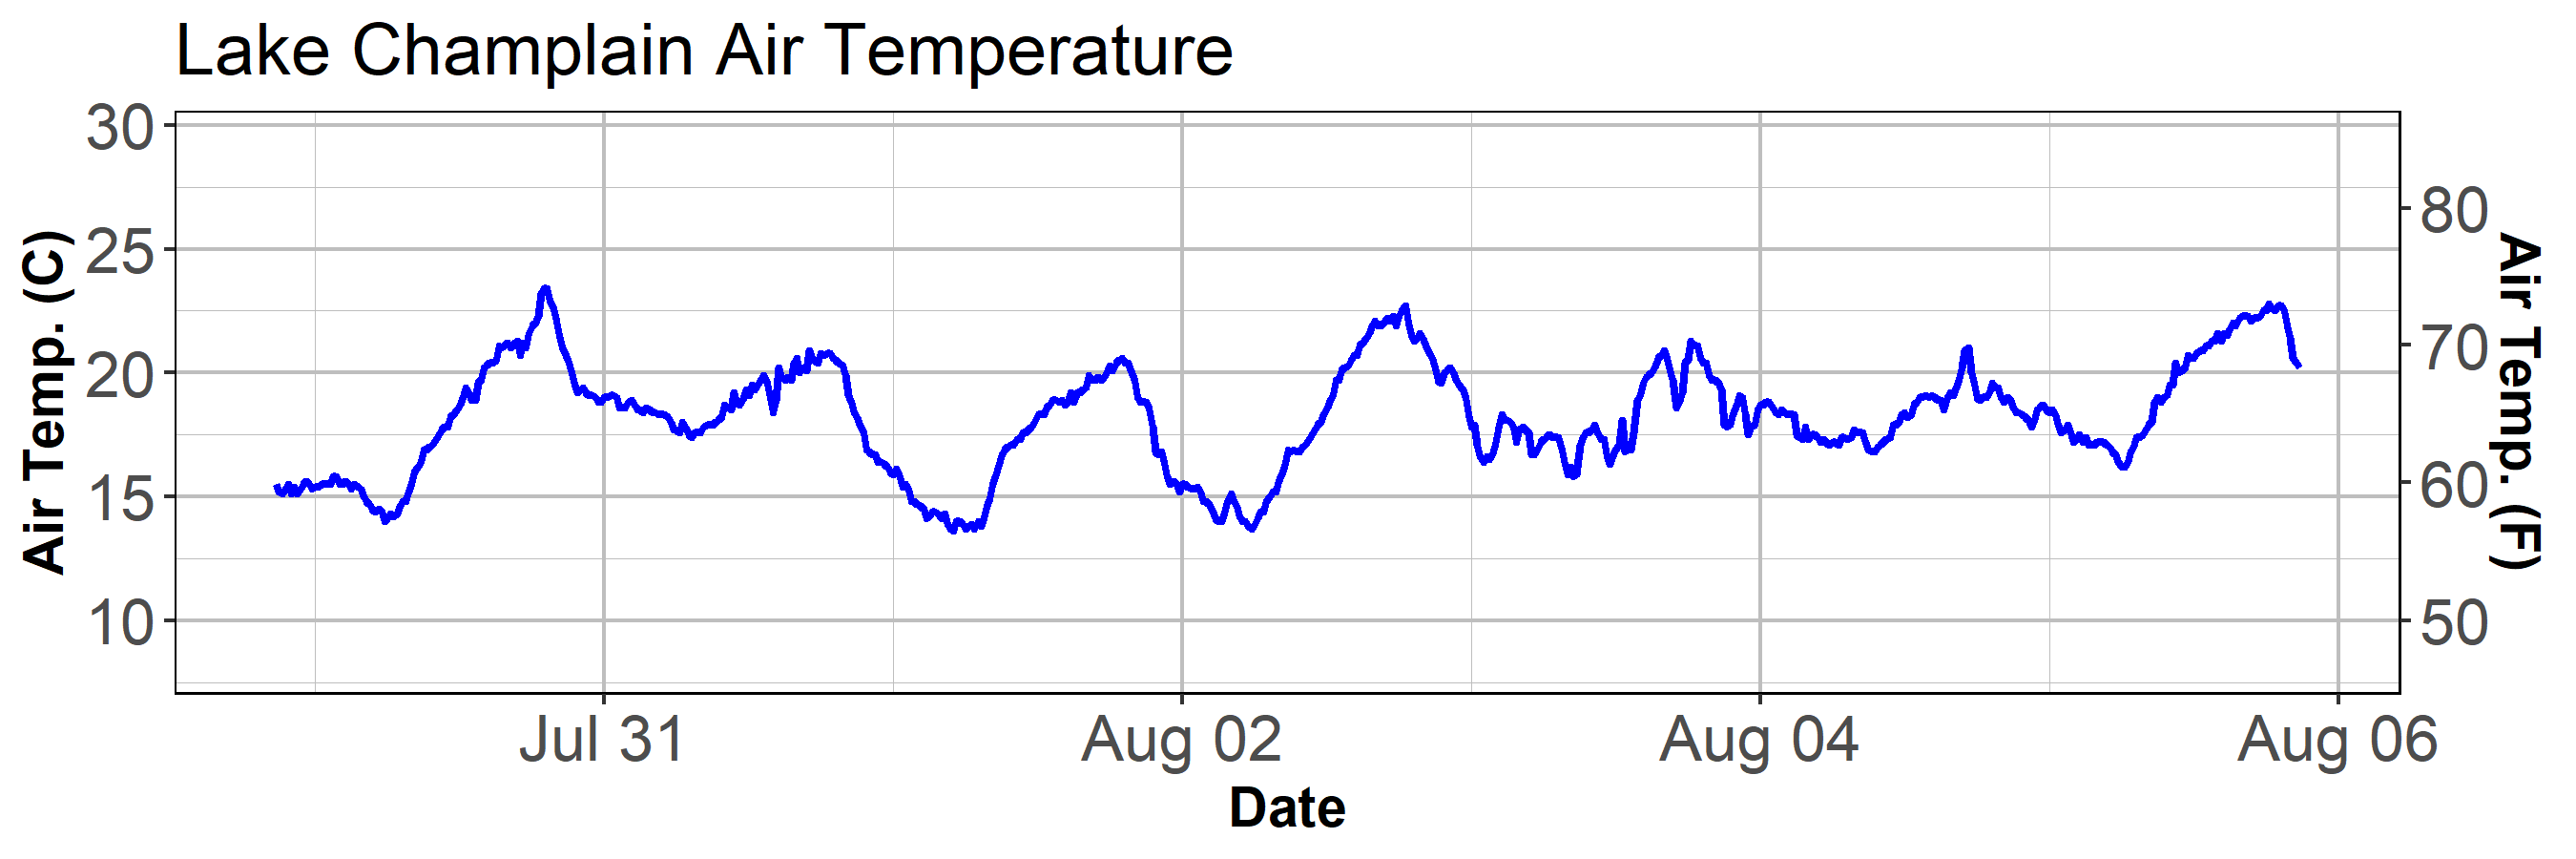 Lake Champlain Air Temperature
Air Temp. (C)
30
25
20
15
10
80
70
60
50
Air Temp. (F)
Jul 31
Aug 02
Aug 04
Aug 06
Date